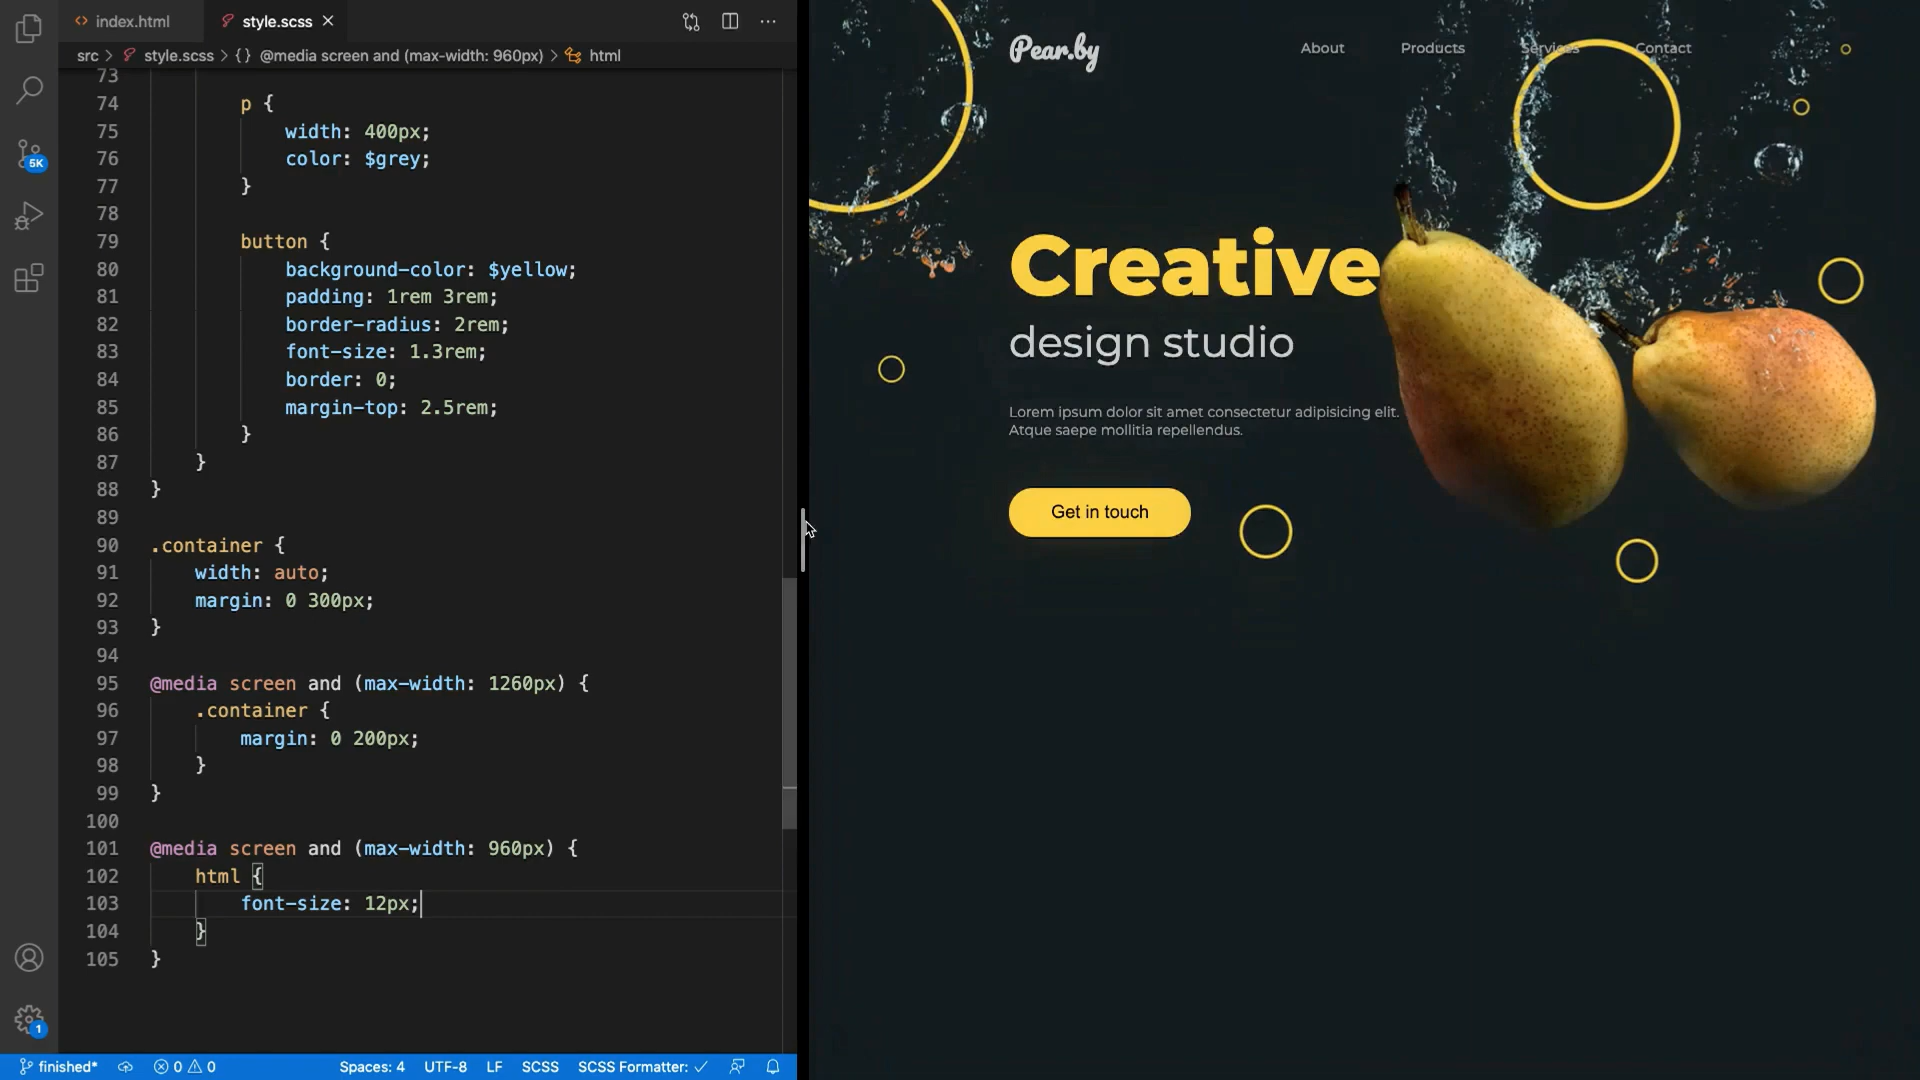 index.html
style.scss
src > style.scss > {} @media screen and (max-width: 960px) > html
73
74 p {
75 width: 400px;
76 color: $grey;
77 }
78
79 button {
80 background-color: $yellow;
81 padding: 1rem 3rem;
82 border-radius: 2rem;
83 font-size: 1.3rem;
84 border: 0;
85 margin-top: 2.5rem;
86 }
87 }
88 }
89
90 .container {
91 width: auto;
92 margin: 0 300px;
93 }
94
95 @media screen and (max-width: 1260px) {
96 .container {
97 margin: 0 200px;
98 }
99 }
100
101 @media screen and (max-width: 960px) {
102 html {
103 font-size: 12px;
104 }
105 }
5K
1
finished* 0 0 Spaces: 4 UTF-8 LF SCSS SCSS Formatter: ✓
Pear.by
About Products Services Contact
Creative
design studio
Lorem ipsum dolor sit amet consectetur adipisicing elit.
Atque saepe mollitia repellendus.
Get in touch